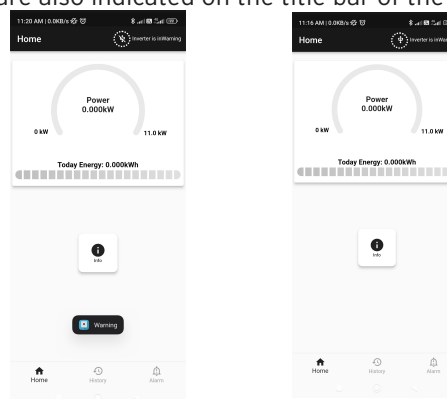 are also indicated on the title bar of the
11:20 AM | 0.0KB/s
Home
Inverter is inWarning
Power
0.000kW
0 kW
11.0 kW
Today Energy: 0.000kWh
Info
Warning
Home
History
Alarm
11:16 AM | 0.0KB/s
Home
Inverter is inWar
Power
0.000kW
0 kW
11.0 kW
Today Energy: 0.000kWh
Info
Home
History
Alarm